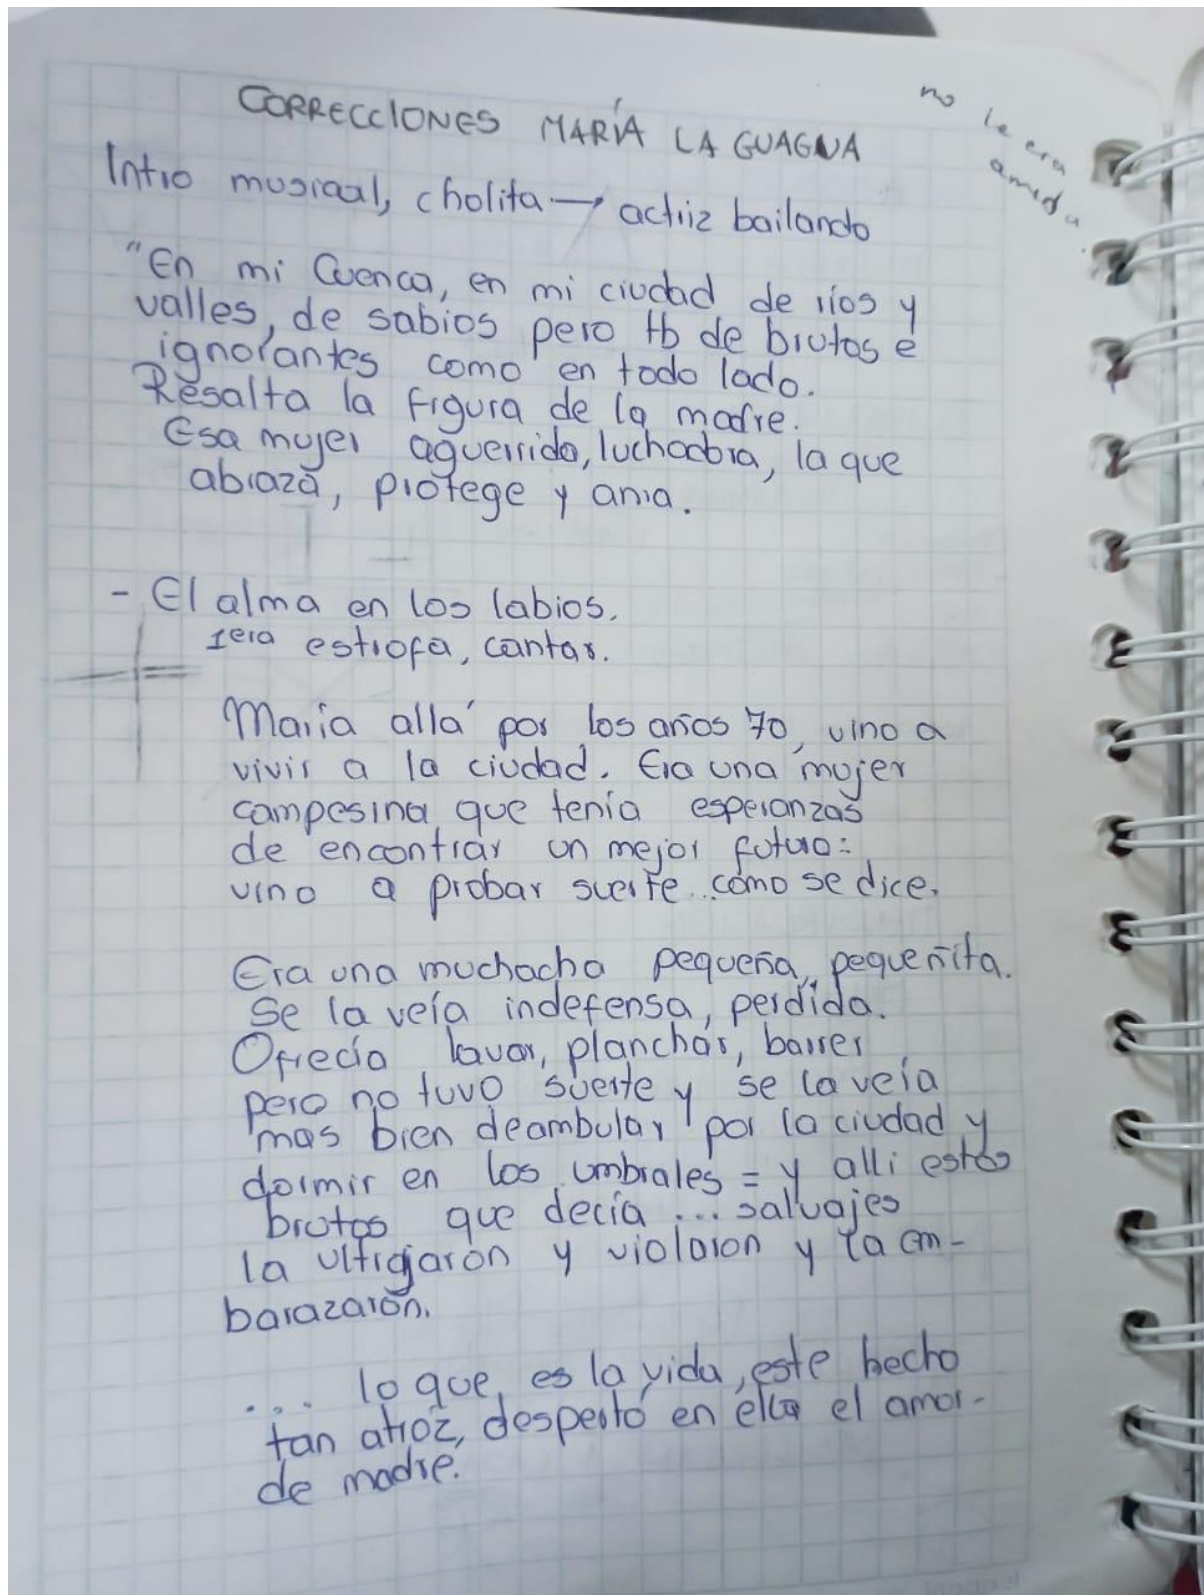 CORRECCIONES MARÍA LA GUAGUA
no le era
Intro musical, cholita → actriz bailando
"En mi Cuenca, en mi ciudad de ríos y
valles, de sabios pero tb de brutos e
ignorantes como en todo lado.
Resalta la figura de la madre.
Esa mujer aguerrida, luchadora, la que
abraza, protege y ama.
- El alma en los labios.
1era estrofa, cantar.
María allá por los años 70, vino a
vivir a la ciudad. Era una mujer
campesina que tenía esperanzas
de encontrar un mejor futuro:
vino a probar suerte.. como se dice.
Era una muchacha pequeña, pequeñita.
Se la veía indefensa, perdida.
Ofrecía lavar, planchar, barrer
pero no tuvo suerte y se la veía
mas bien deambular por la ciudad y
dormir en los umbrales = y alli estos
brutos que decía ... salvajes
la ultrajaron y violaron y la em-
barazarón.
... lo que es la vida, este hecho
tan atroz, despertó en ella el amor-
de madre.